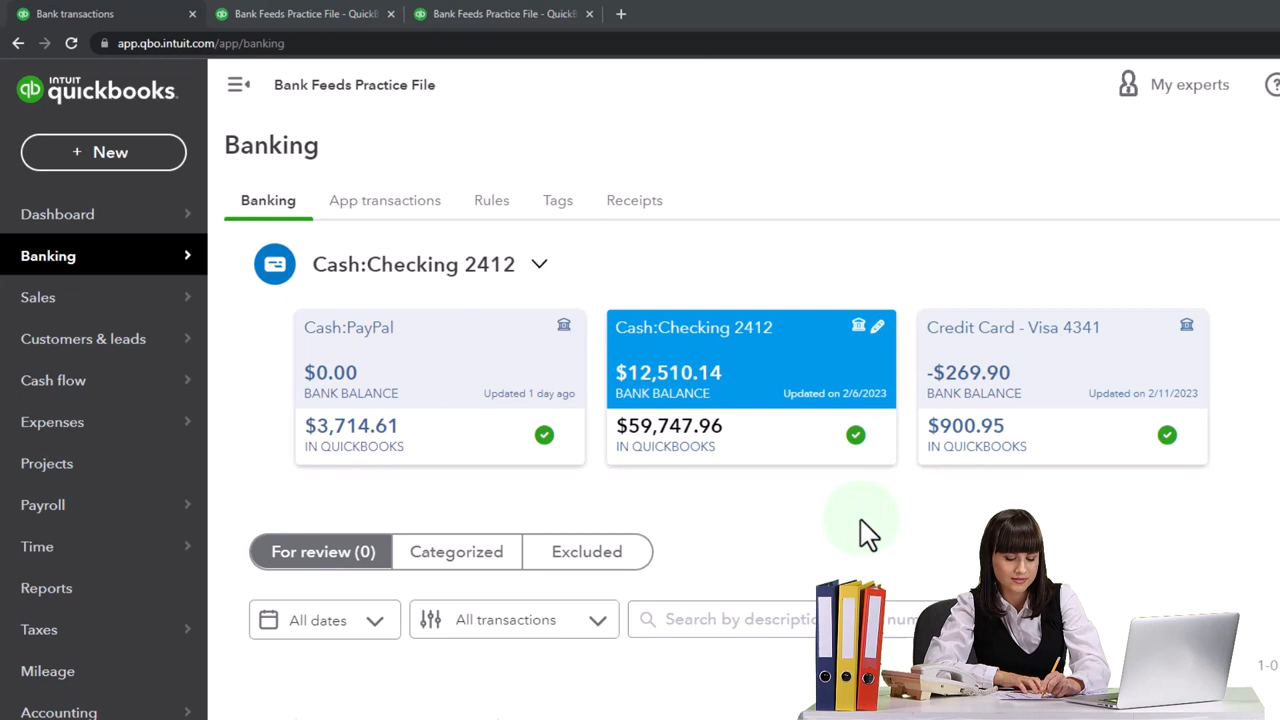 Bank transactions
Bank Feeds Practice File - QuickB
Bank Feeds Practice File - QuickB
app.qbo.intuit.com/app/banking
INTUIT
quickbooks.
qb
Bank Feeds Practice File
My experts
?
+ New
Banking
Banking
App transactions
Rules
Tags
Receipts
Dashboard
Banking
Sales
Customers & leads
Cash flow
Expenses
Projects
Payroll
Time
Reports
Taxes
Mileage
Accounting
Cash:Checking 2412
Cash:PayPal
$0.00
BANK BALANCE
Updated 1 day ago
$3,714.61
IN QUICKBOOKS
Cash:Checking 2412
$12,510.14
BANK BALANCE
Updated on 2/6/2023
$59,747.96
IN QUICKBOOKS
Credit Card - Visa 4341
-$269.90
BANK BALANCE
Updated on 2/11/2023
$900.95
IN QUICKBOOKS
For review (0)
Categorized
Excluded
All dates
All transactions
Search by descriptio
num
1-0